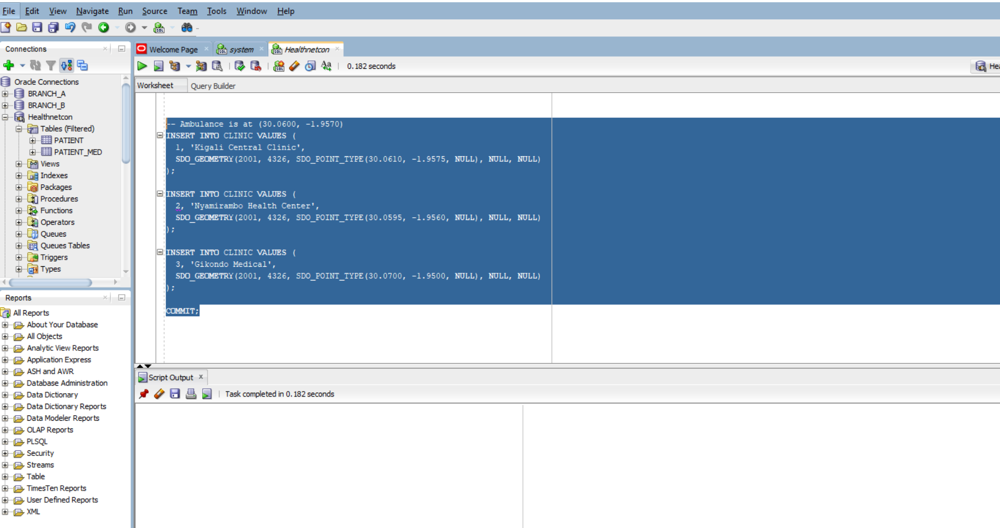 File Edit View Navigate Run Source Team Tools Window Help
Connections
Oracle Connections
BRANCH_A
BRANCH_B
Healthnetcon
Tables (Filtered)
PATIENT
PATIENT_MED
Views
Indexes
Packages
Procedures
Functions
Operators
Queues
Queues Tables
Triggers
Types
Reports
All Reports
About Your Database
All Objects
Analytic View Reports
Application Express
ASH and AWR
Database Administration
Data Dictionary
Data Dictionary Reports
Data Modeler Reports
OLAP Reports
PLSQL
Security
Streams
Table
TimesTen Reports
User Defined Reports
XML
Welcome Page system Healthnetcon
0.182 seconds
Hea
Worksheet Query Builder
-- Ambulance is at (30.0600, -1.9570)
INSERT INTO CLINIC VALUES (
1, 'Kigali Central Clinic',
SDO_GEOMETRY(2001, 4326, SDO_POINT_TYPE(30.0610, -1.9575, NULL), NULL, NULL)
);
INSERT INTO CLINIC VALUES (
2, 'Nyamirambo Health Center',
SDO_GEOMETRY(2001, 4326, SDO_POINT_TYPE(30.0595, -1.9560, NULL), NULL, NULL)
);
INSERT INTO CLINIC VALUES (
3, 'Gikondo Medical',
SDO_GEOMETRY(2001, 4326, SDO_POINT_TYPE(30.0700, -1.9500, NULL), NULL, NULL)
);
COMMIT;
Script Output
Task completed in 0.182 seconds